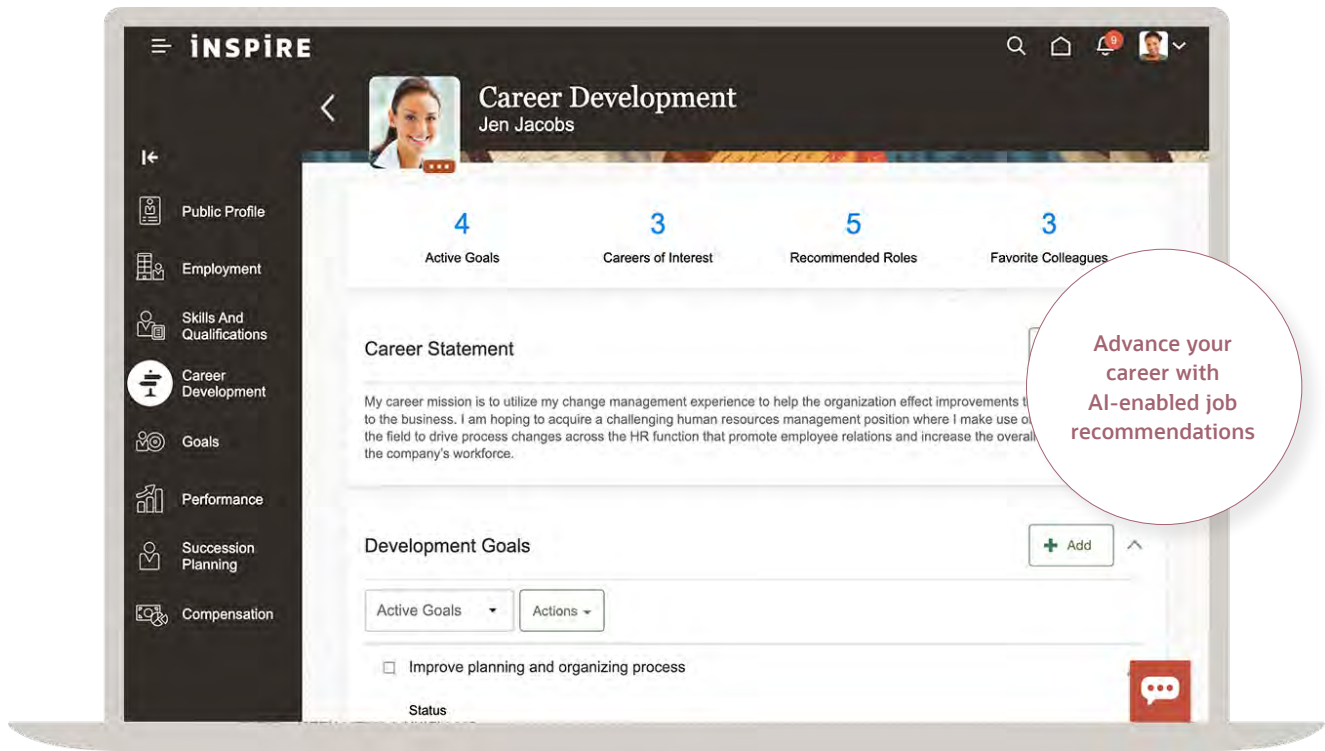 iNSPiRE
9
Career Development
Jen Jacobs
Public Profile
Employment
Skills And
Qualifications
Career
Development
Goals
Performance
Succession
Planning
Compensation
4
Active Goals
3
Careers of Interest
5
Recommended Roles
3
Favorite Colleagues
Advance your
career with
AI-enabled job
recommendations
Career Statement
My career mission is to utilize my change management experience to help the organization effect improvements
to the business. I am hoping to acquire a challenging human resources management position where I make use
the field to drive process changes across the HR function that promote employee relations and increase the
the company's workforce.
Development Goals
Add
Active Goals
Actions
Improve planning and organizing process
Status